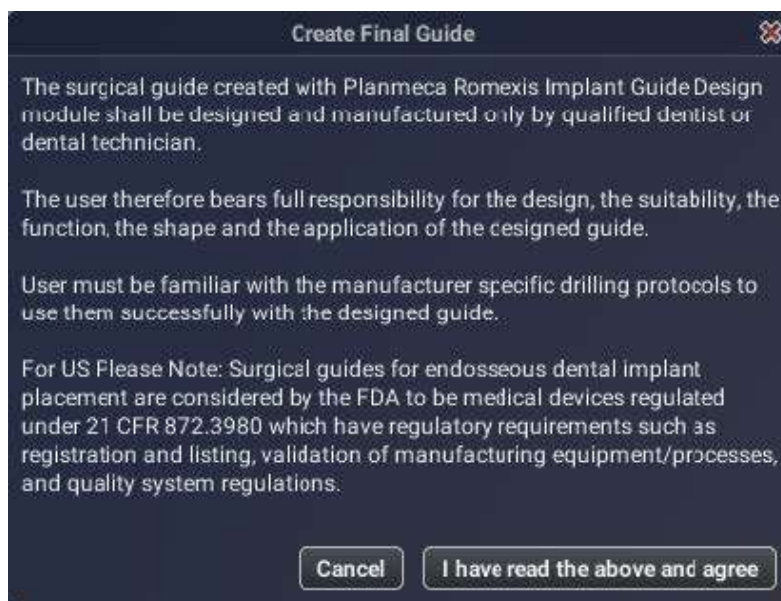 Create Final Guide
The surgical guide created with Planmeca Romexis Implant Guide Design
module shall be designed and manufactured only by qualified dentist or
dental technician.
The user therefore bears full responsibility for the design, the suitability, the
function, the shape and the application of the designed guide.
User must be familiar with the manufacturer specific drilling protocols to
use them successfully with the designed guide.
For US Please Note: Surgical guides for endosseous dental implant
placement are considered by the FDA to be medical devices regulated
under 21 CFR 872.3980 which have regulatory requirements such as
registration and listing, validation of manufacturing equipment/processes,
and quality system regulations.
Cancel
I have read the above and agree